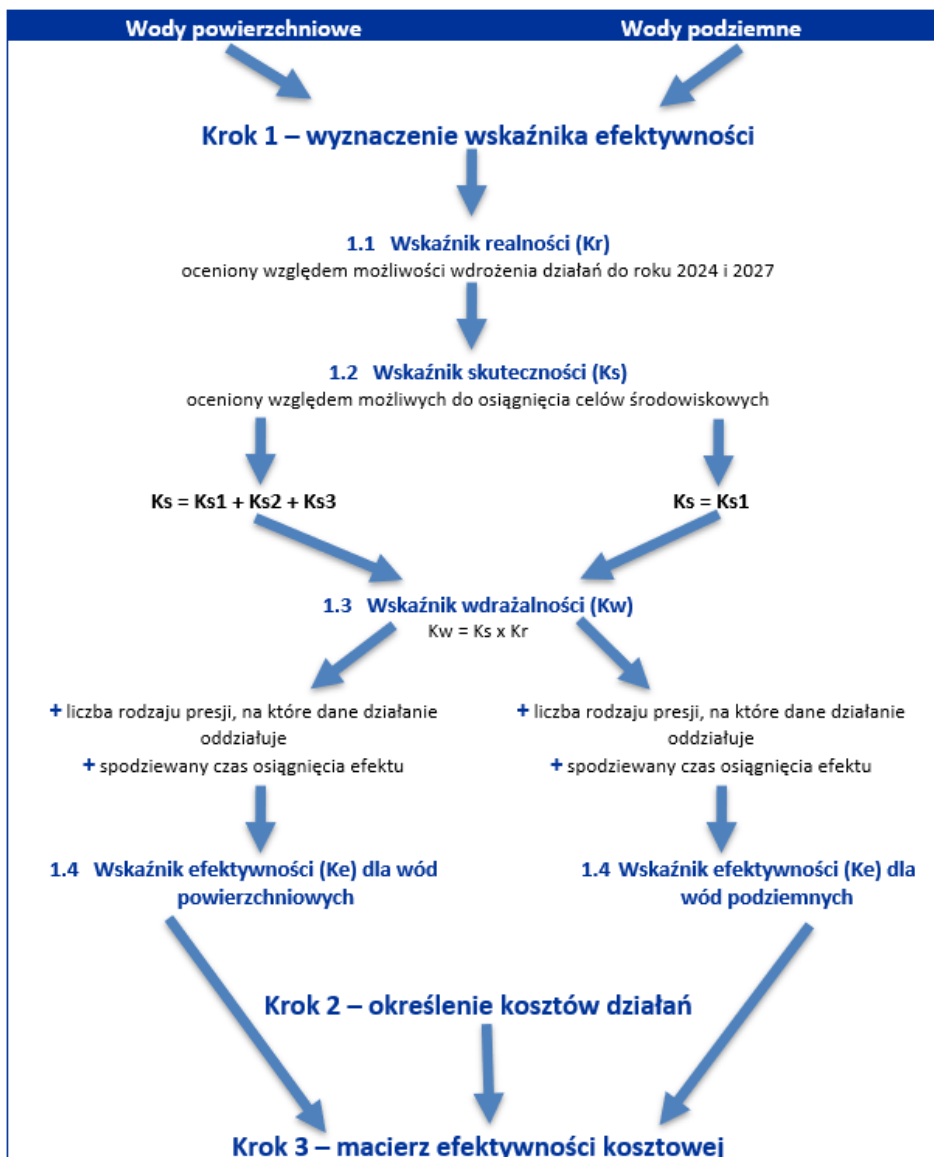 Wody powierzchniowe
Wody podziemne
Krok 1 – wyznaczenie wskaźnika efektywności
1.1 Wskaźnik realności (Kr)
oceniony względem możliwości wdrożenia działań do roku 2024 i 2027
1.2 Wskaźnik skuteczności (Ks)
oceniony względem możliwych do osiągnięcia celów środowiskowych
Ks = Ks1 + Ks2 + Ks3
Ks = Ks1
1.3 Wskaźnik wdrażalności (Kw)
Kw = Ks x Kr
+ liczba rodzaju presji, na które dane działanie
oddziałuje
+ spodziewany czas osiągnięcia efektu
+ liczba rodzaju presji, na które dane działanie
oddziałuje
+ spodziewany czas osiągnięcia efektu
1.4 Wskaźnik efektywności (Ke) dla wód
powierzchniowych
1.4 Wskaźnik efektywności (Ke) dla
wód podziemnych
Krok 2 – określenie kosztów działań
Krok 3 – macierz efektywności kosztowej